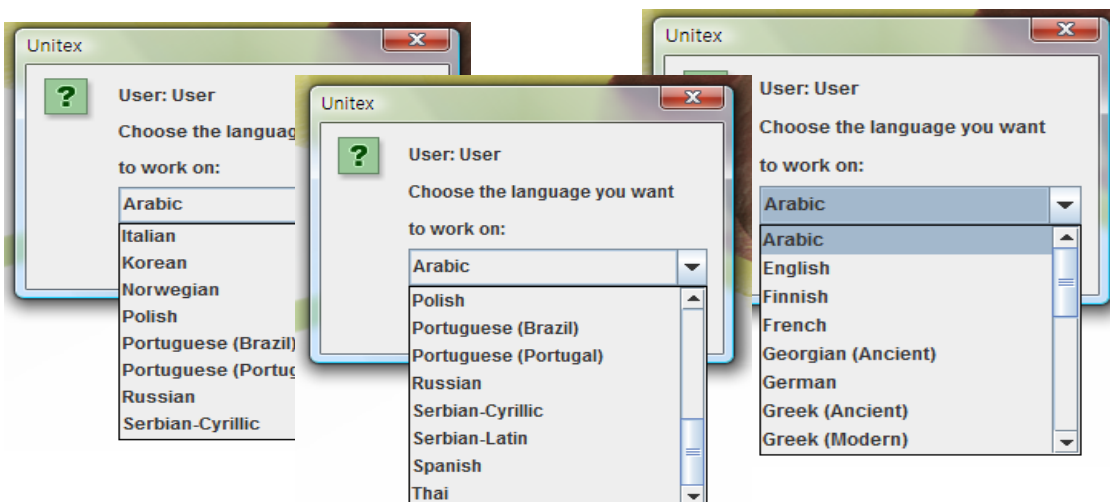 Unitex
User: User
Choose the languag
to work on:
Arabic
Italian
Korean
Norwegian
Polish
Portuguese (Brazil)
Portuguese (Portug
Russian
Serbian-Cyrillic
Unitex
User: User
Choose the language you want
to work on:
Arabic
Polish
Portuguese (Brazil)
Portuguese (Portugal)
Russian
Serbian-Cyrillic
Serbian-Latin
Spanish
Thai
Unitex
User: User
Choose the language you want
to work on:
Arabic
Arabic
English
Finnish
French
Georgian (Ancient)
German
Greek (Ancient)
Greek (Modern)